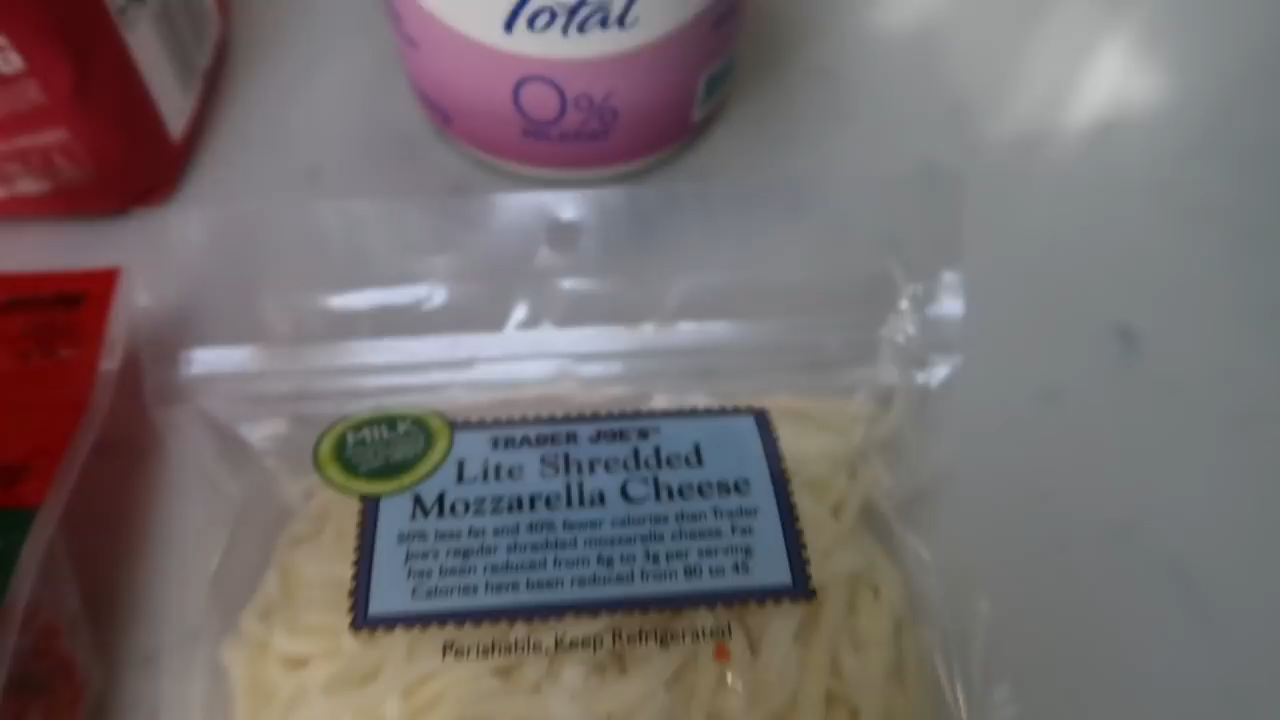 Total
0%
MILK
TRADER JOE'S
Lite Shredded
Mozzarella Cheese
50% less fat and 40% fewer calories than Trader
Joe's regular shredded mozzarella cheese. Fat
has been reduced from 6g to 3g per serving.
Calories have been reduced from 80 to 45.
Perishable, Keep Refrigerated